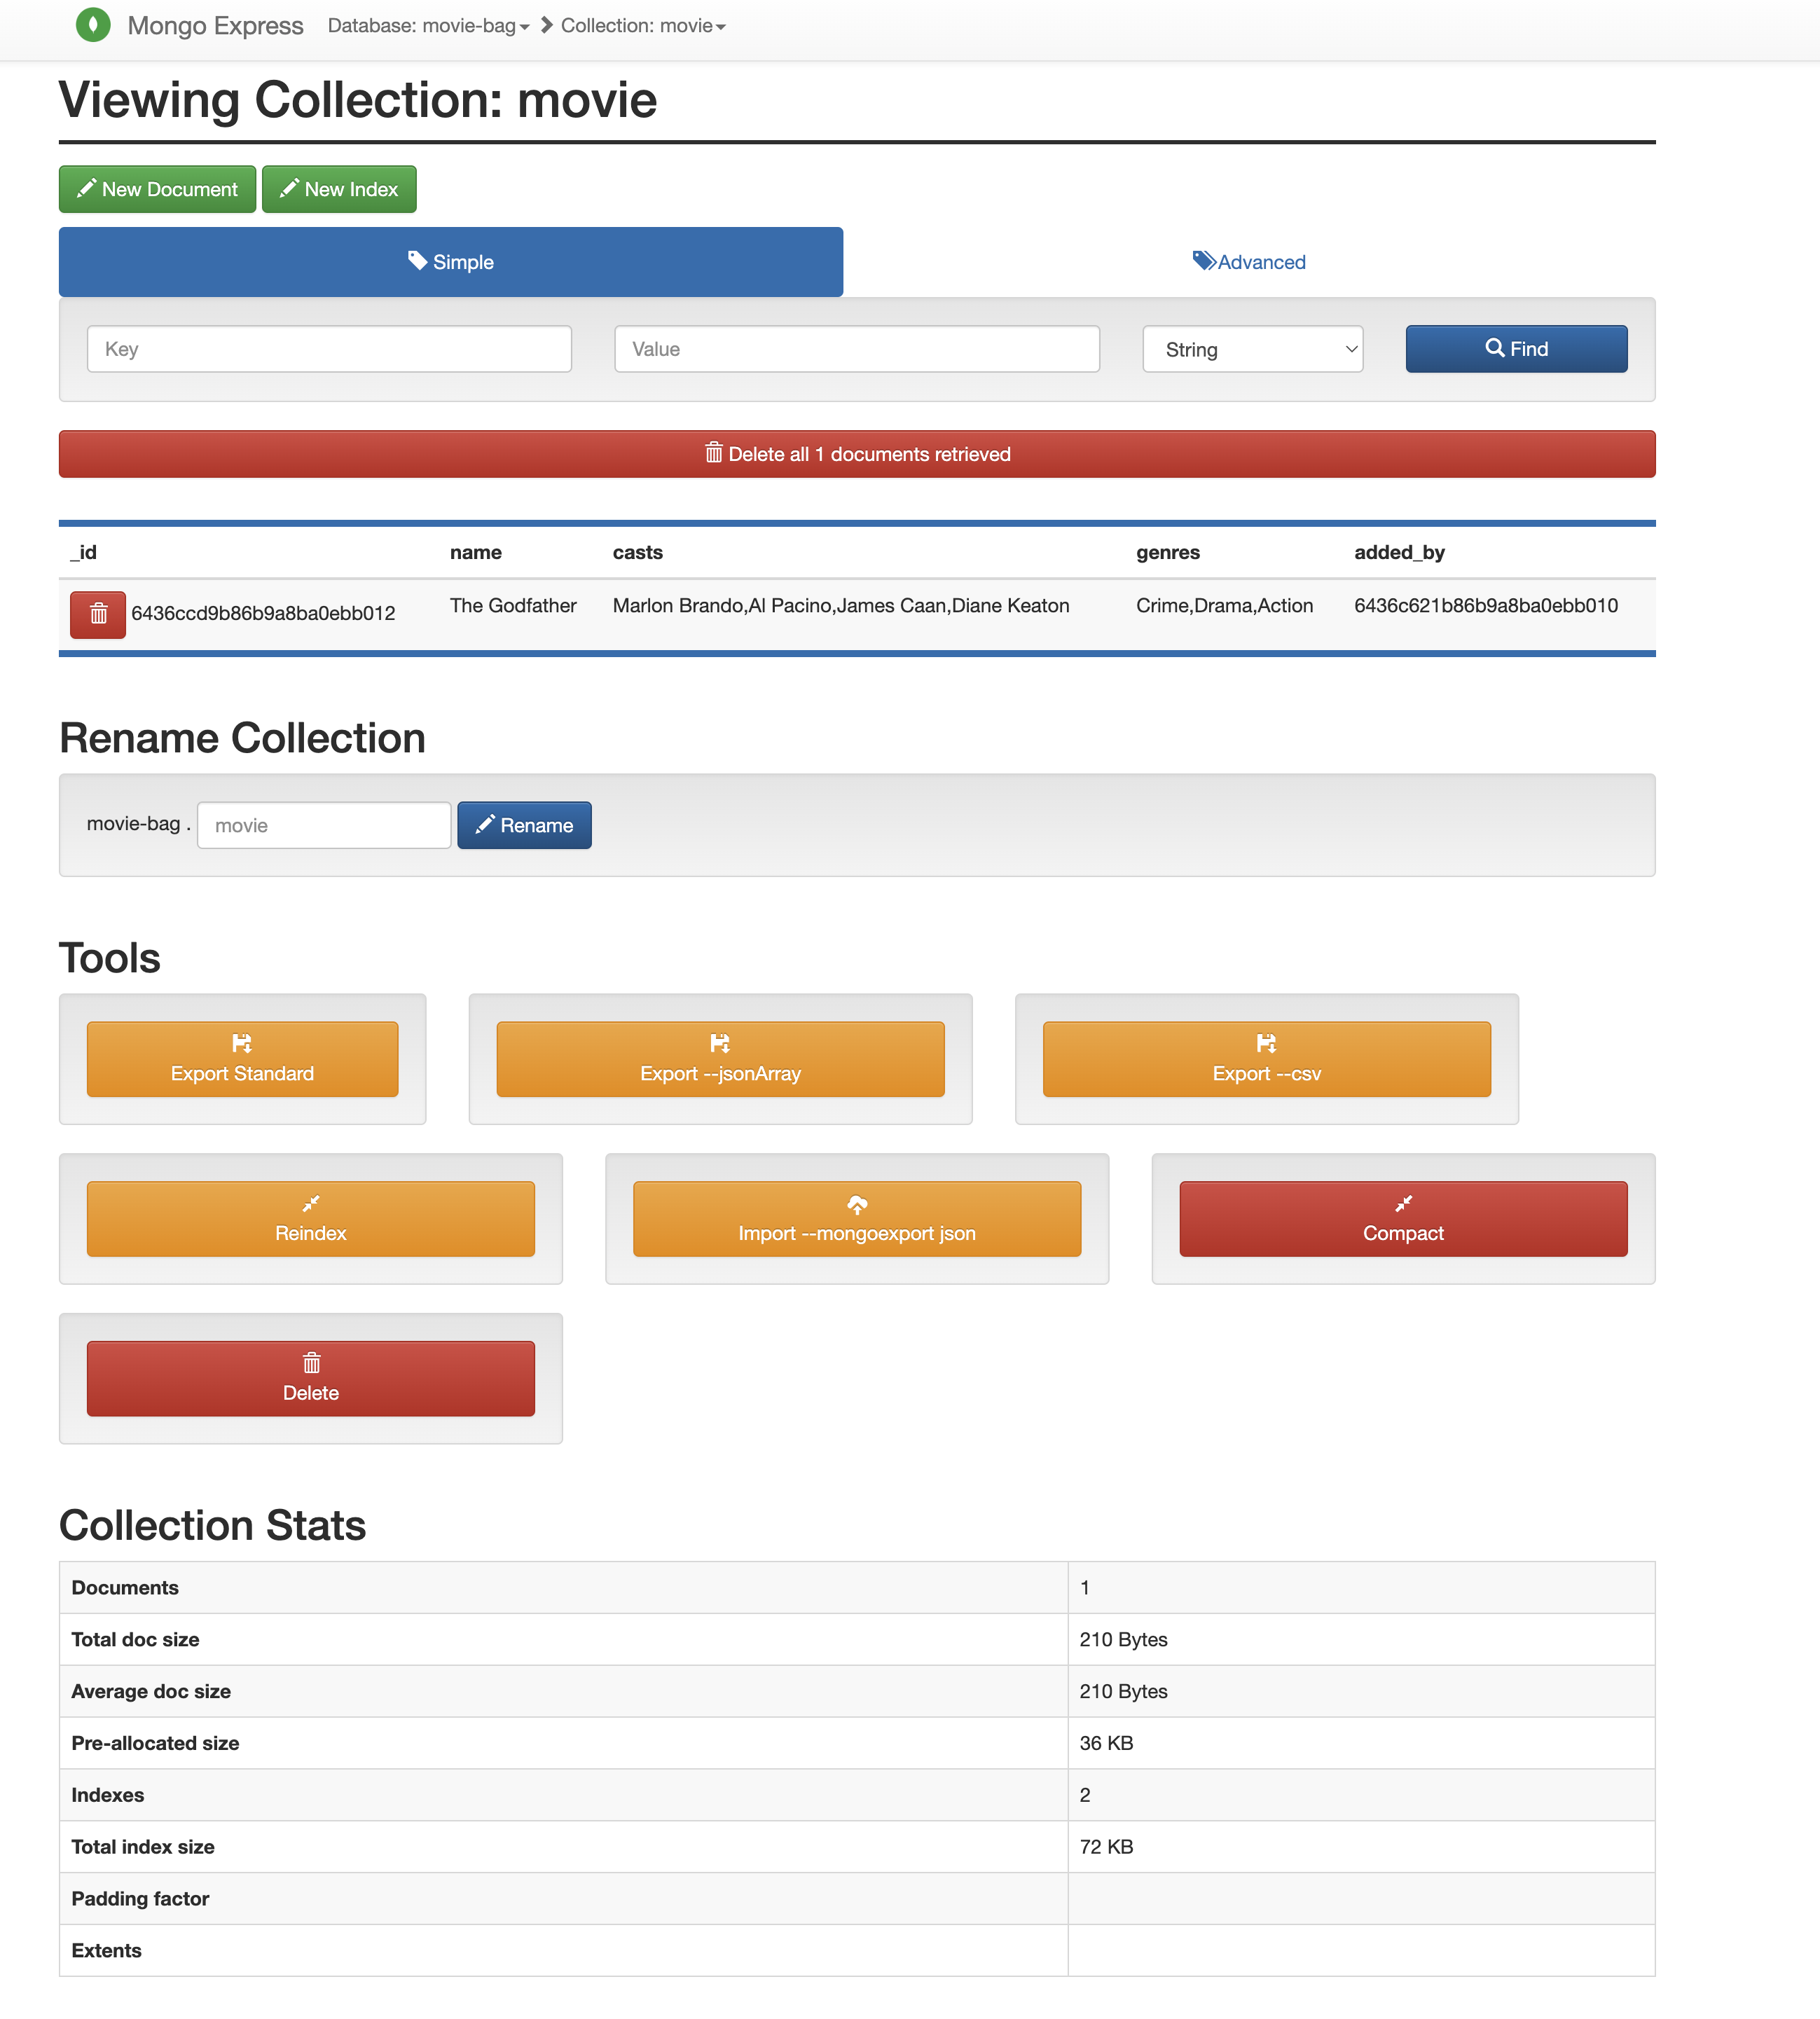 Mongo Express Database: movie-bag Collection: movie
Viewing Collection: movie
New Document New Index
Simple Advanced
Key Value String Find
Delete all 1 documents retrieved
_id name casts genres added_by
6436ccd9b86b9a8ba0ebb012 The Godfather Marlon Brando,Al Pacino,James Caan,Diane Keaton Crime,Drama,Action 6436c621b86b9a8ba0ebb010
Rename Collection
movie-bag . movie Rename
Tools
Export Standard Export --jsonArray Export --csv
Reindex Import --mongoexport json Compact
Delete
Collection Stats
Documents 1
Total doc size 210 Bytes
Average doc size 210 Bytes
Pre-allocated size 36 KB
Indexes 2
Total index size 72 KB
Padding factor
Extents